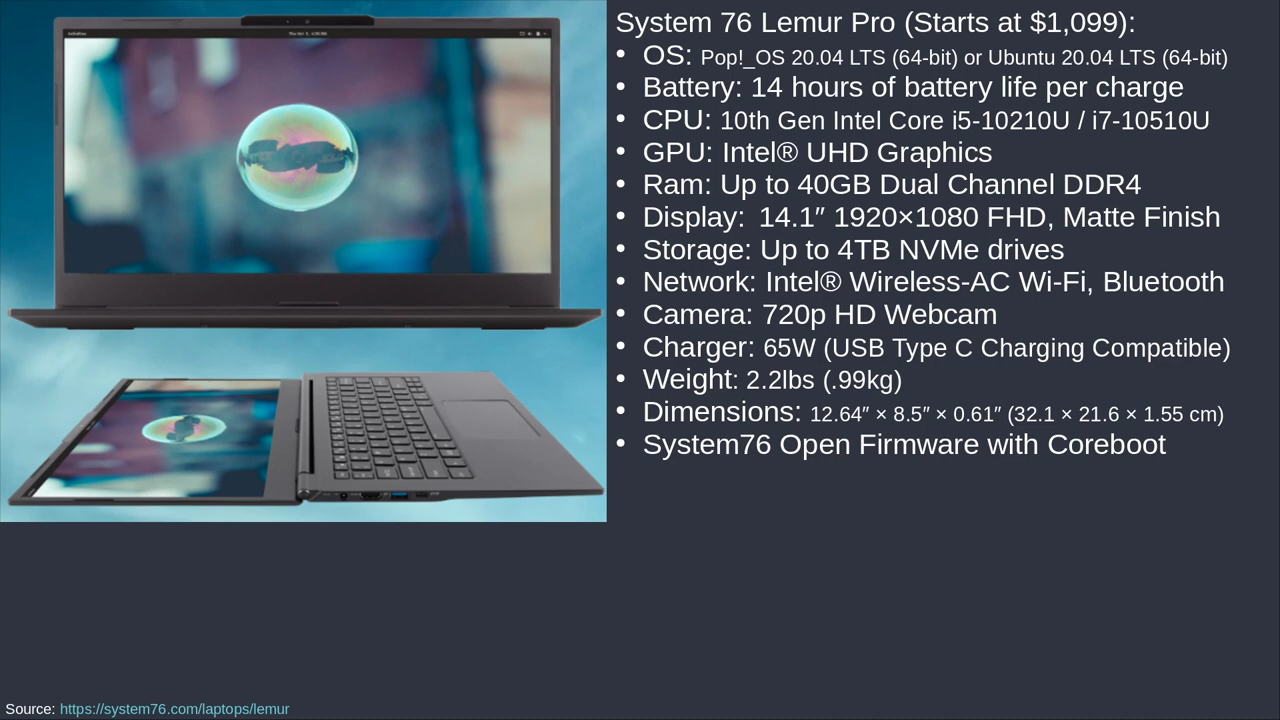 System 76 Lemur Pro (Starts at $1,099):
• OS: Pop!_OS 20.04 LTS (64-bit) or Ubuntu 20.04 LTS (64-bit)
• Battery: 14 hours of battery life per charge
• CPU: 10th Gen Intel Core i5-10210U / i7-10510U
• GPU: Intel® UHD Graphics
• Ram: Up to 40GB Dual Channel DDR4
• Display:  14.1″ 1920×1080 FHD, Matte Finish
• Storage: Up to 4TB NVMe drives
• Network: Intel® Wireless-AC Wi-Fi, Bluetooth
• Camera: 720p HD Webcam
• Charger: 65W (USB Type C Charging Compatible)
• Weight: 2.2lbs (.99kg)
• Dimensions: 12.64″ × 8.5″ × 0.61″ (32.1 × 21.6 × 1.55 cm)
• System76 Open Firmware with Coreboot
Source: https://system76.com/laptops/lemur